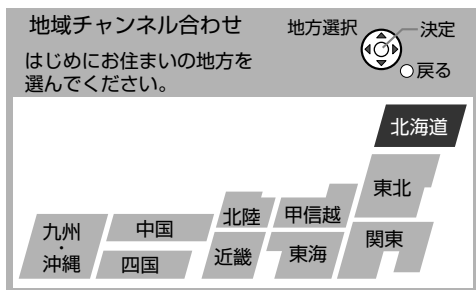 地域チャンネル合わせ
地方選択
決定
戻る
はじめにお住まいの地方を
選んでください。
北海道
東北
北陸
甲信越
関東
九州
・
沖縄
中国
四国
近畿
東海